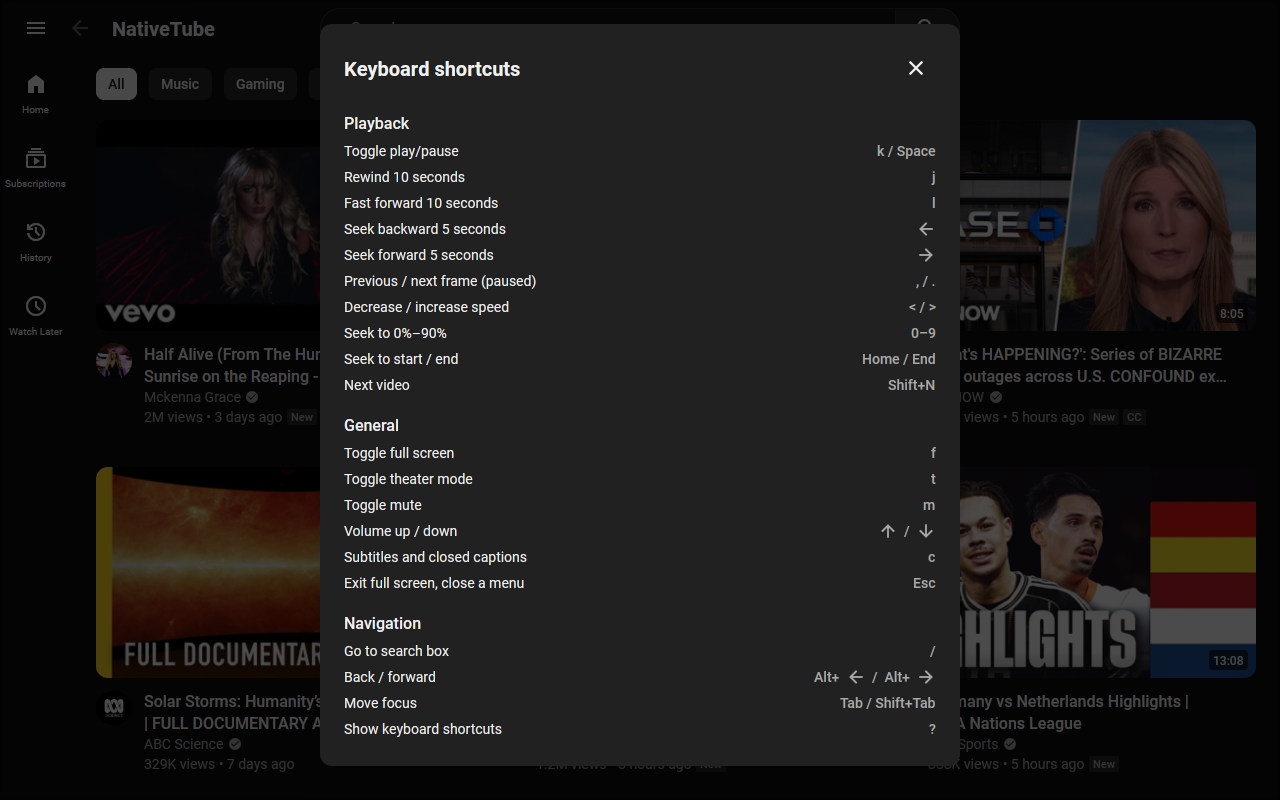 NativeTube
All
Music
Gaming
Home
Subscriptions
History
Watch Later
Keyboard shortcuts
Playback
Toggle play/pause k / Space
Rewind 10 seconds j
Fast forward 10 seconds l
Seek backward 5 seconds ←
Seek forward 5 seconds →
Previous / next frame (paused) , / .
Decrease / increase speed < / >
Seek to 0%–90% 0–9
Seek to start / end Home / End
Next video Shift+N
General
Toggle full screen f
Toggle theater mode t
Toggle mute m
Volume up / down ↑ / ↓
Subtitles and closed captions c
Exit full screen, close a menu Esc
Navigation
Go to search box /
Back / forward Alt+ ← / Alt+ →
Move focus Tab / Shift+Tab
Show keyboard shortcuts ?
vevo
Half Alive (From The Hun
Sunrise on the Reaping -
Mckenna Grace
2M views • 3 days ago New
ASE
NOW
8:05
at's HAPPENING?': Series of BIZARRE
outages across U.S. CONFOUND ex...
NOW
views • 5 hours ago New CC
FULL DOCUMENTAR
Solar Storms: Humanity's
| FULL DOCUMENTARY A
ABC Science
329K views • 7 days ago
HLIGHTS
13:08
many vs Netherlands Highlights |
A Nations League
Sports
views • 5 hours ago New